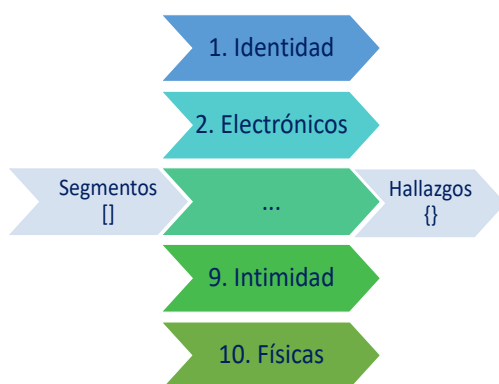 1. Identidad
2. Electrónicos
Segmentos
[]
...
Hallazgos
{}
9. Intimidad
10. Físicas